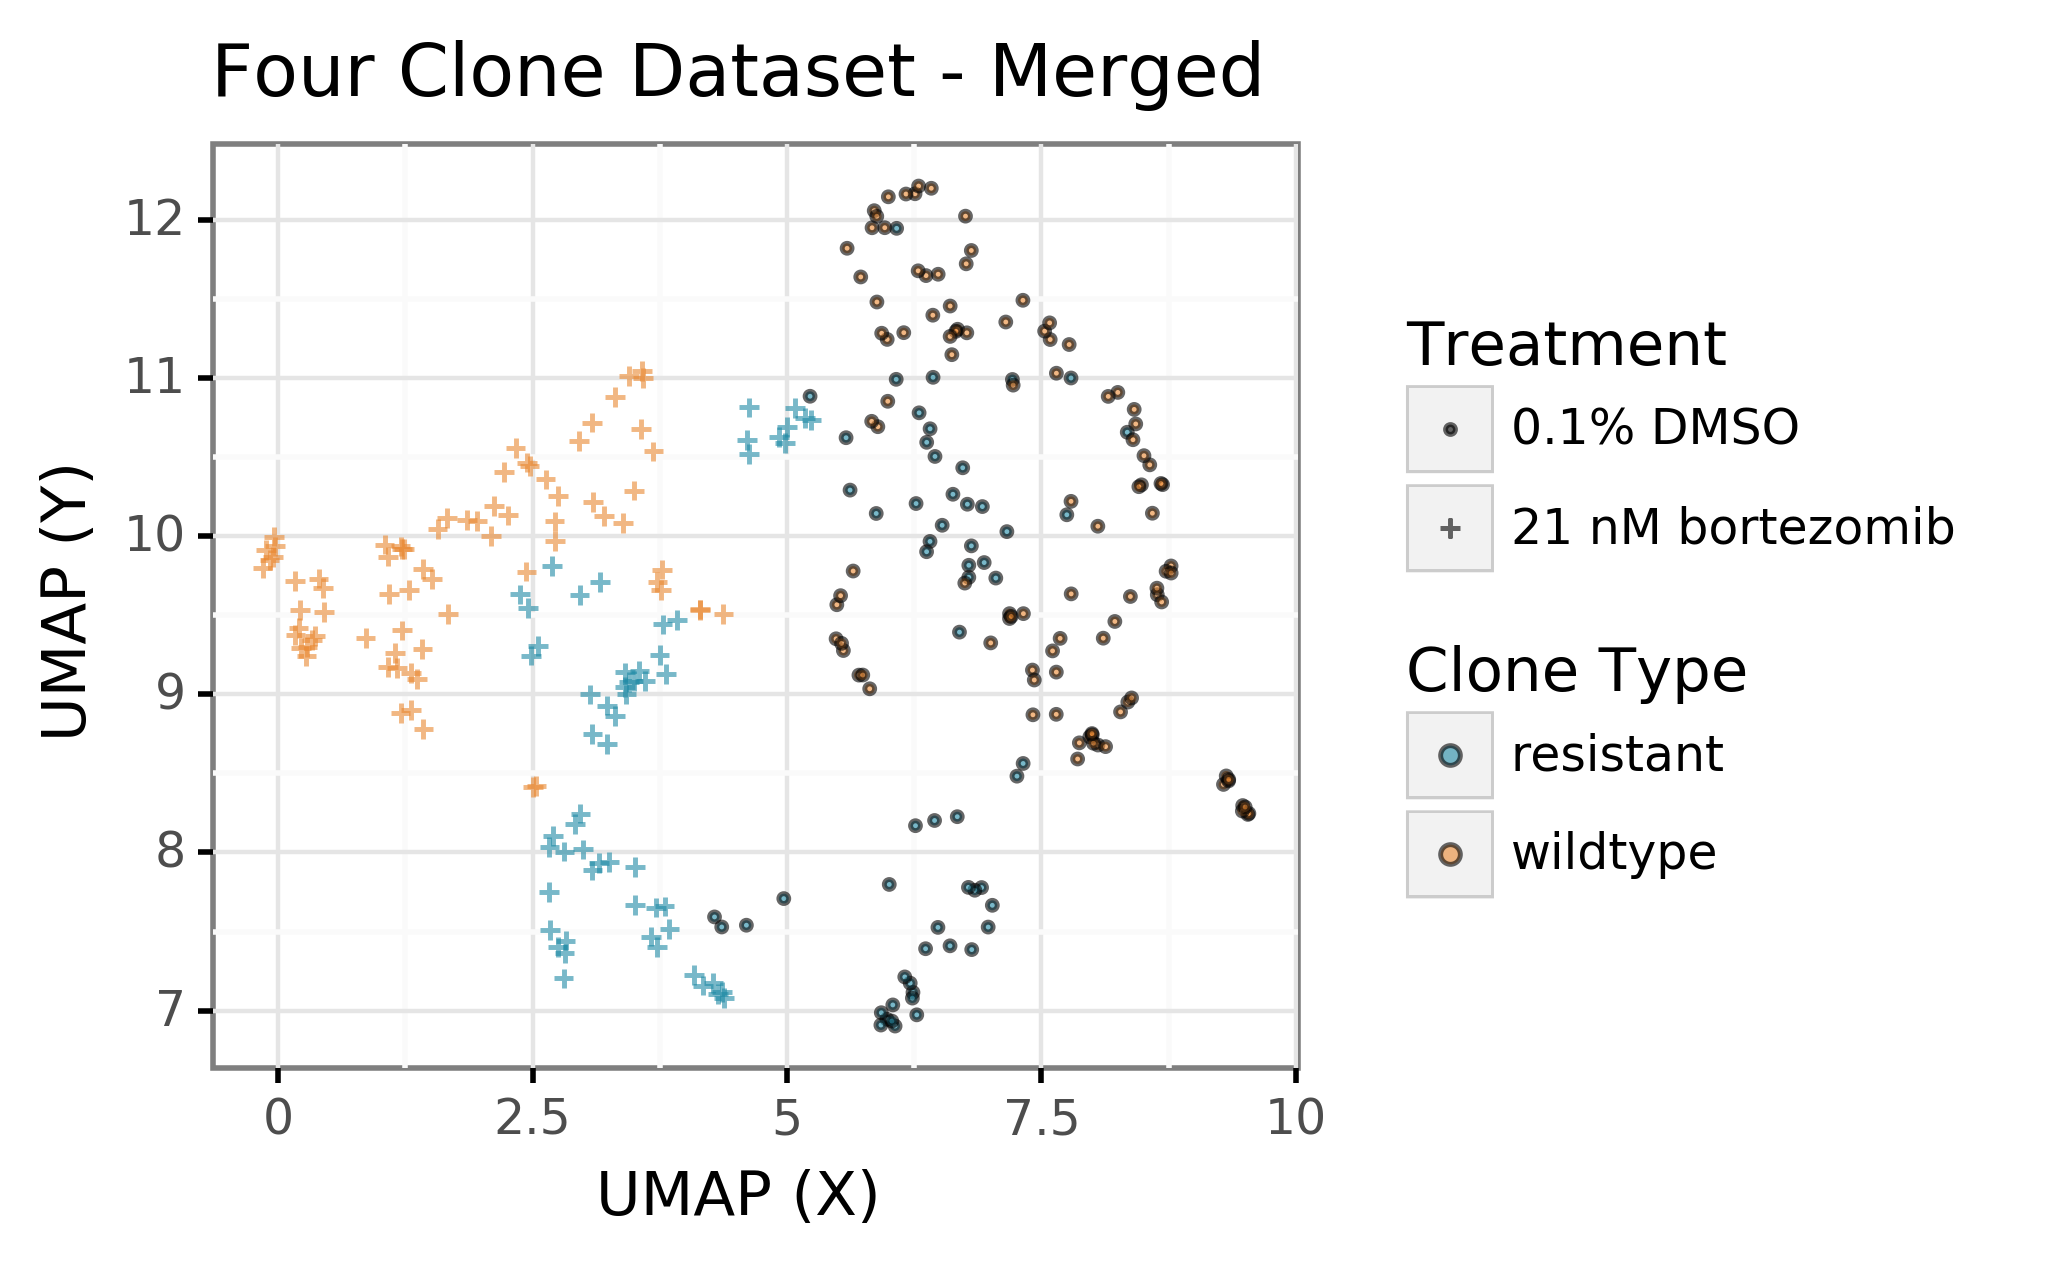 Four Clone Dataset - Merged
12
11
10
9
8
7
UMAP (Y)
0 2.5 5 7.5 10
UMAP (X)
Treatment
0.1% DMSO
21 nM bortezomib
Clone Type
resistant
wildtype